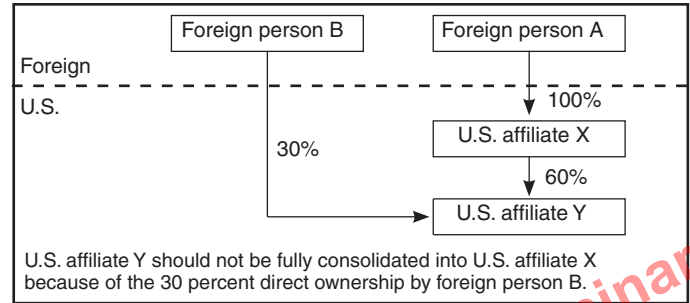 Foreign person B
Foreign person A
Foreign
U.S.
100%
U.S. affiliate X
30%
60%
U.S. affiliate Y
U.S. affiliate Y should not be fully consolidated into U.S. affiliate X
because of the 30 percent direct ownership by foreign person B.